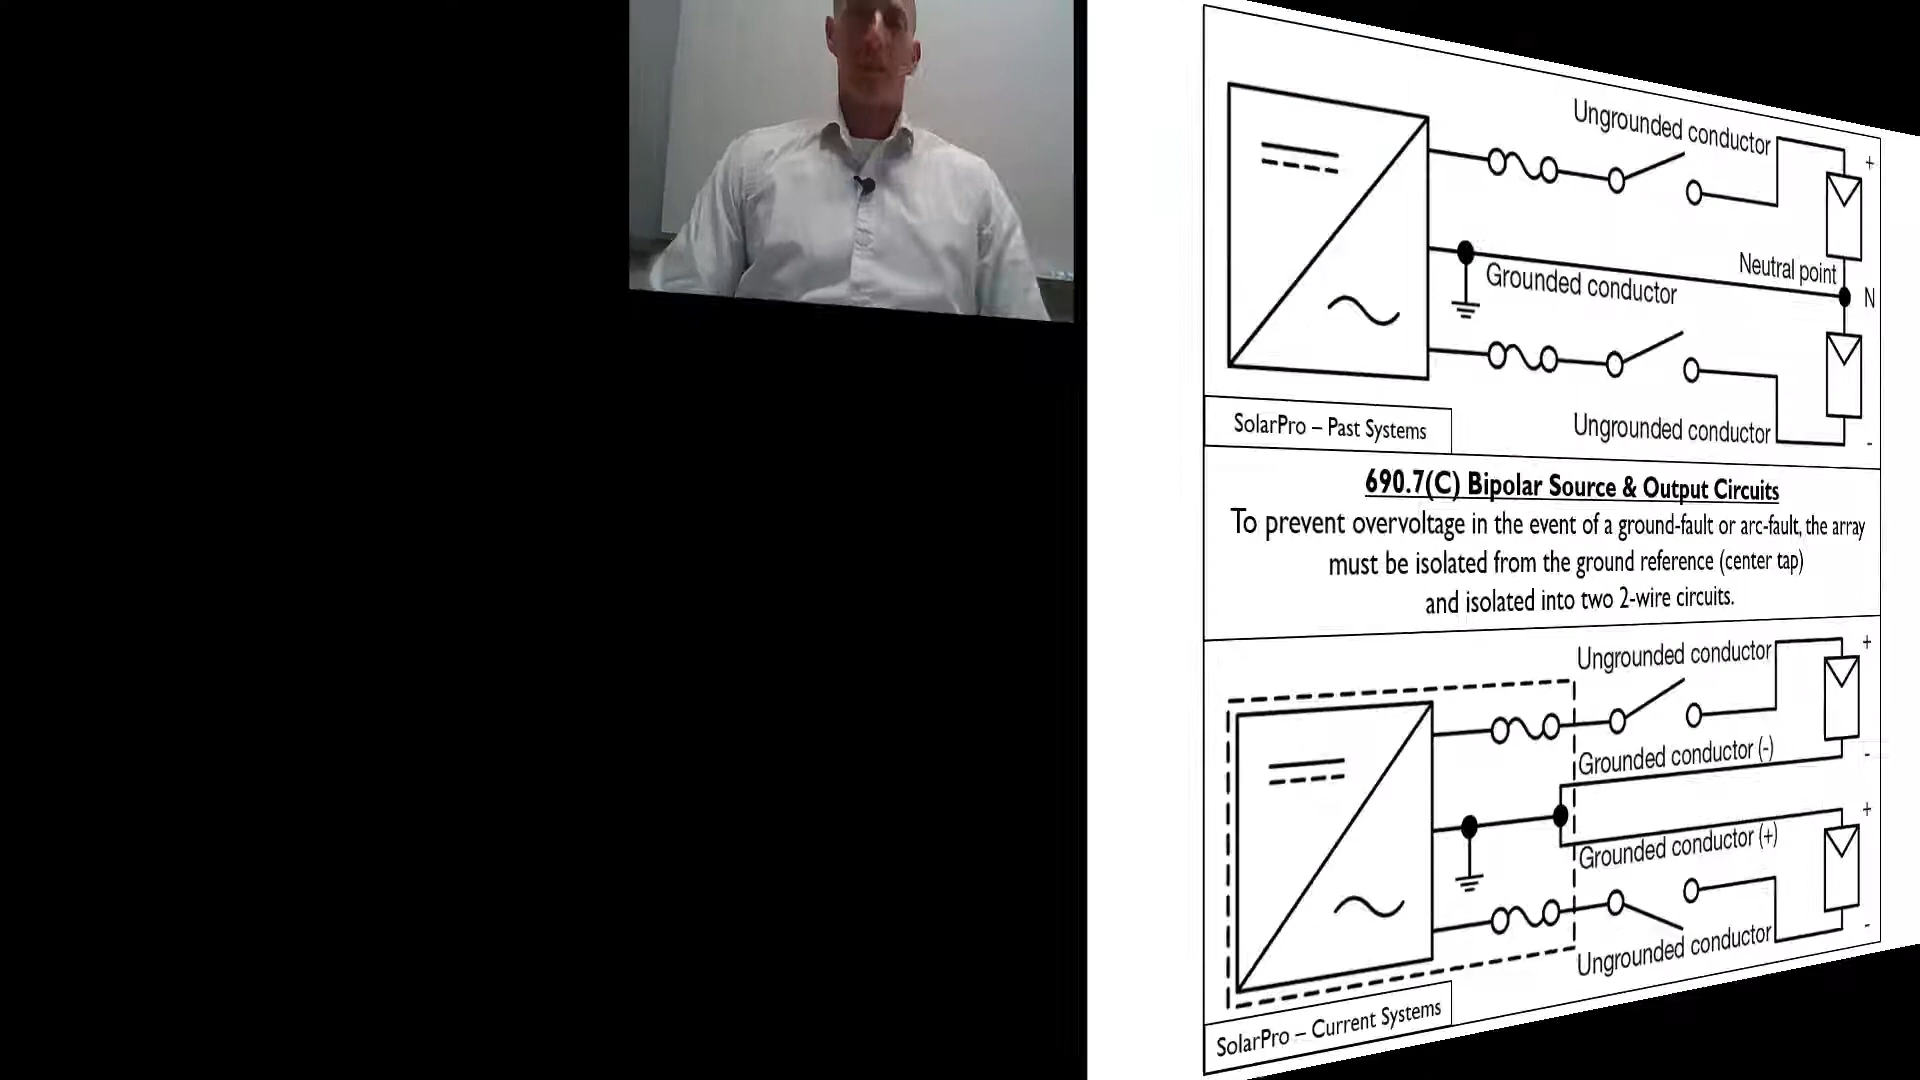 Ungrounded conductor
+
Neutral point
N
Grounded conductor
Ungrounded conductor
-
SolarPro – Past Systems
690.7(C) Bipolar Source & Output Circuits
To prevent overvoltage in the event of a ground-fault or arc-fault, the array
must be isolated from the ground reference (center tap)
and isolated into two 2-wire circuits.
Ungrounded conductor
+
Grounded conductor (-)
-
+
Grounded conductor (+)
-
Ungrounded conductor
SolarPro – Current Systems